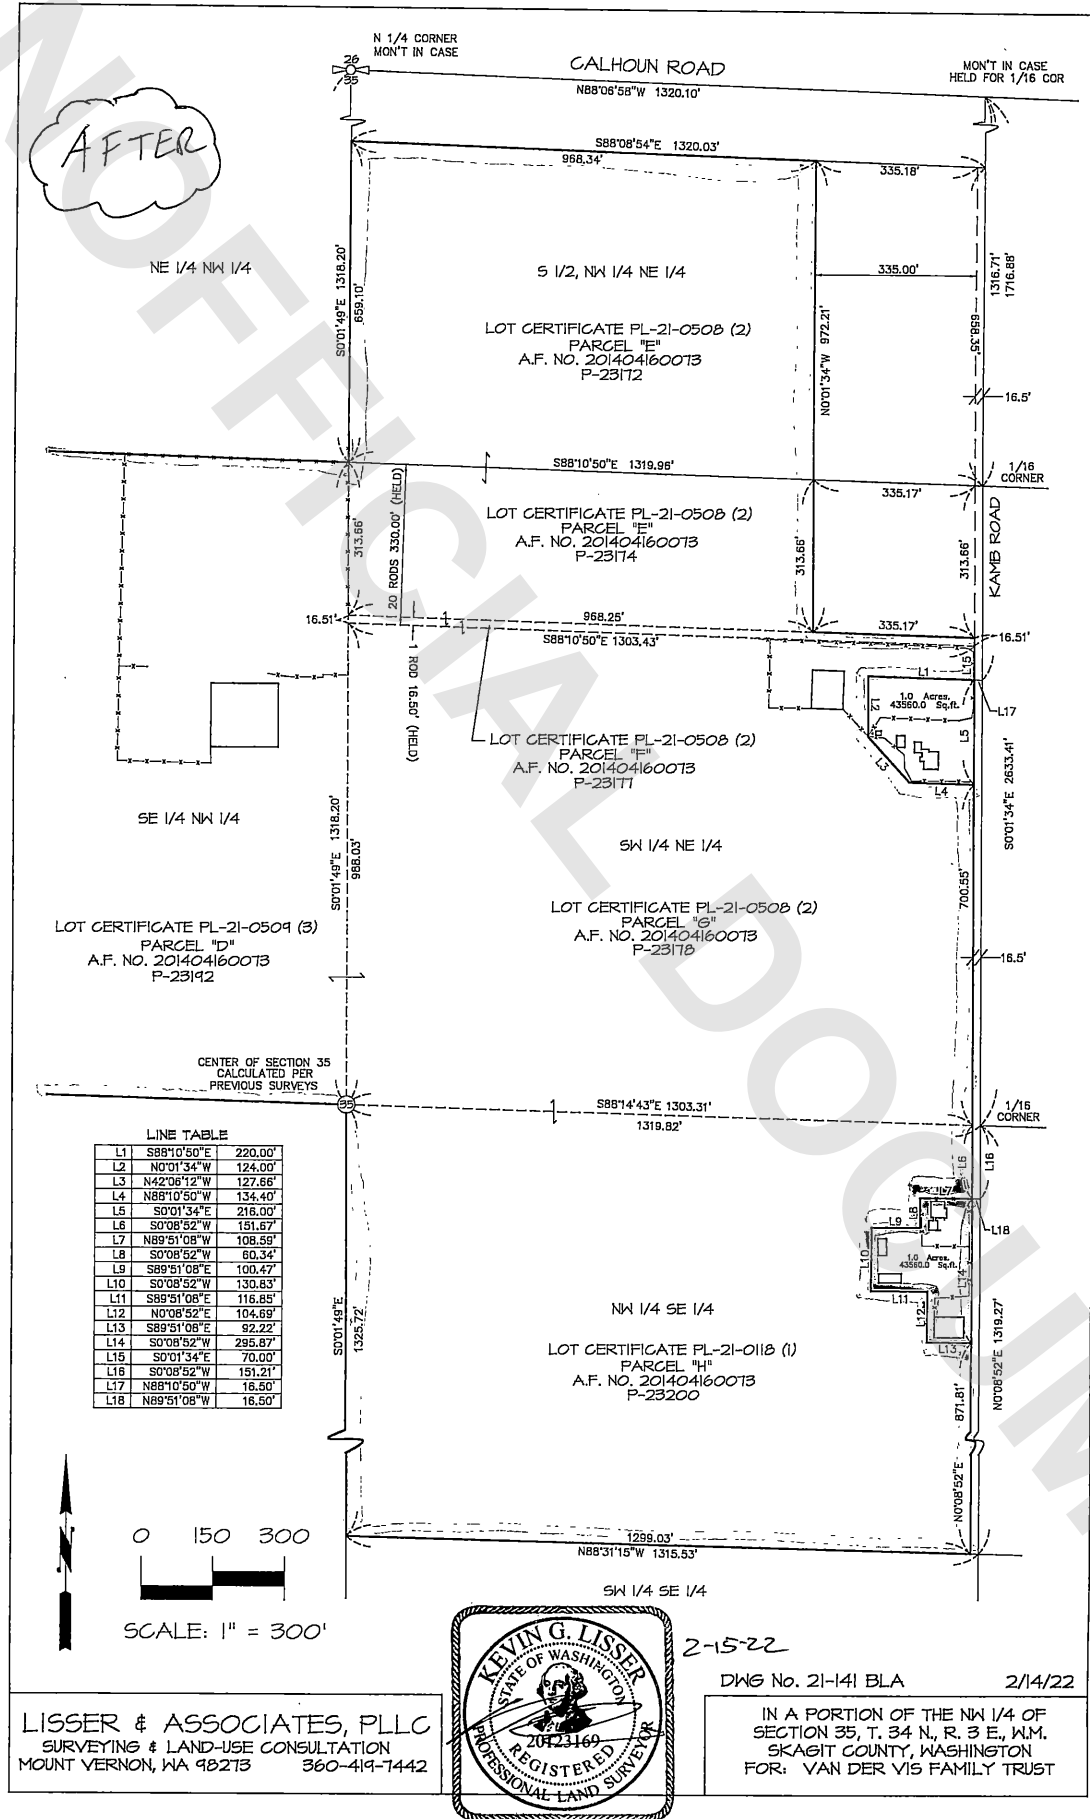 N 1/4 CORNER
MON'T IN CASE
26
35
CALHOUN ROAD
N88°06'58"W 1320.10'
MON'T IN CASE
HELD FOR 1/16 COR
AFTER
S88°08'54"E 1320.03'
968.34'
335.18'
NE 1/4 NW 1/4
S0°01'49"E 1318.20'
659.10'
S 1/2, NW 1/4 NE 1/4
335.00'
1316.71'
1716.88'
LOT CERTIFICATE PL-21-0508 (2)
PARCEL "E"
A.F. NO. 201404160073
P-23172
N0°01'34"W 972.21'
658.35'
16.5'
S88°10'50"E 1319.96'
1/16
CORNER
335.17'
20 RODS 330.00' (HELD)
313.66'
LOT CERTIFICATE PL-21-0508 (2)
PARCEL "E"
A.F. NO. 201404160073
P-23174
313.66'
313.66'
KAMB ROAD
16.51'
968.25'
S88°10'50"E 1303.43'
335.17'
16.51'
1 ROD 16.50' (HELD)
L15
L1
1.0 Acres.
43560.0 Sq.ft.
L2
L17
L5
L3
L4
LOT CERTIFICATE PL-21-0508 (2)
PARCEL "F"
A.F. NO. 201404160073
P-23177
S0°01'34"E 2633.41'
SE 1/4 NW 1/4
S0°01'49"E 1318.20'
988.03'
SW 1/4 NE 1/4
700.55'
LOT CERTIFICATE PL-21-0509 (3)
PARCEL "D"
A.F. NO. 201404160073
P-23192
LOT CERTIFICATE PL-21-0508 (2)
PARCEL "G"
A.F. NO. 201404160073
P-23178
16.5'
CENTER OF SECTION 35
CALCULATED PER
PREVIOUS SURVEYS
35
S88°14'43"E 1303.31'
1319.82'
1/16
CORNER
LINE TABLE
L1 S88°10'50"E 220.00'
L2 N0°01'34"W 124.00'
L3 N42°06'12"W 127.66'
L4 N88°10'50"W 134.40'
L5 S0°01'34"E 216.00'
L6 S0°08'52"W 151.67'
L7 N89°51'08"W 108.59'
L8 S0°08'52"W 60.34'
L9 S89°51'08"E 100.47'
L10 S0°08'52"W 130.83'
L11 S89°51'08"E 116.85'
L12 N0°08'52"E 104.69'
L13 S89°51'08"E 92.22'
L14 S0°08'52"W 295.87'
L15 S0°01'34"E 70.00'
L16 S0°08'52"W 151.21'
L17 N88°10'50"W 16.50'
L18 N89°51'08"W 16.50'
L6
L16
L7
L8
L9
L18
L10
1.0 Acres.
43560.0 Sq.ft.
L14
L11
L12
L13
S0°01'49"E
1325.72'
NW 1/4 SE 1/4
LOT CERTIFICATE PL-21-0118 (1)
PARCEL "H"
A.F. NO. 201404160073
P-23200
N0°08'52"E 1319.27'
871.81'
N0°08'52"E
1299.03'
N88°31'15"W 1315.53'
SW 1/4 SE 1/4
N
0 150 300
SCALE: 1" = 300'
KEVIN G. LISSER
STATE OF WASHINGTON
20123169
REGISTERED
PROFESSIONAL LAND SURVEYOR
2-15-22
DWG No. 21-141 BLA 2/14/22
LISSER & ASSOCIATES, PLLC
SURVEYING & LAND-USE CONSULTATION
MOUNT VERNON, WA 98273 360-419-7442
IN A PORTION OF THE NW 1/4 OF
SECTION 35, T. 34 N., R. 3 E., W.M.
SKAGIT COUNTY, WASHINGTON
FOR: VAN DER VIS FAMILY TRUST
NOFFICIAL DOCUM